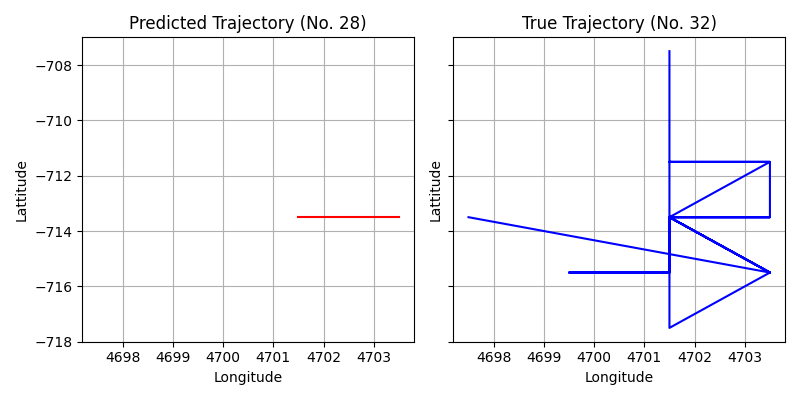 Predicted Trajectory (No. 28)
True Trajectory (No. 32)
Lattitude
−708
−710
−712
−714
−716
−718
4698 4699 4700 4701 4702 4703
Longitude
Lattitude
4698 4699 4700 4701 4702 4703
Longitude